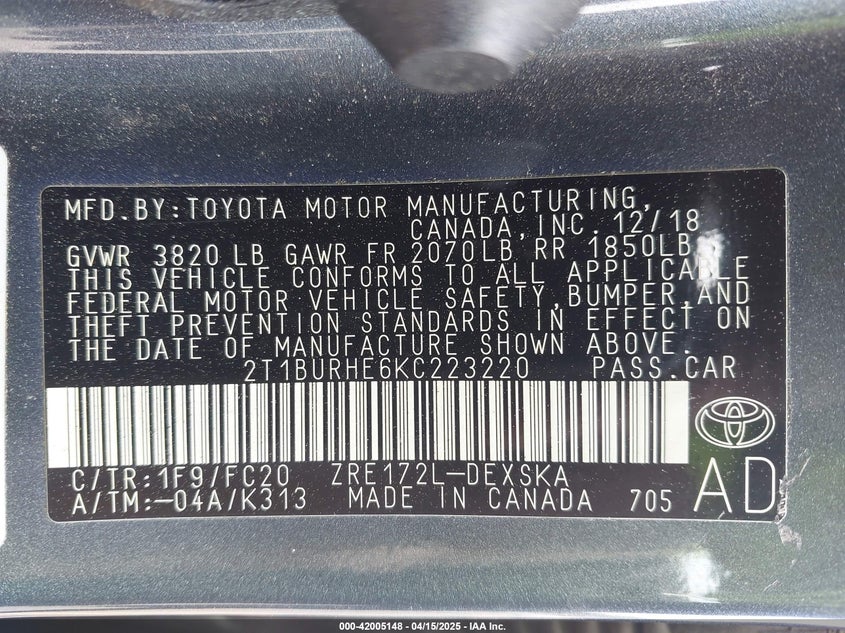 MFD.BY:TOYOTA MOTOR MANUFACTURING,
CANADA,INC. 12/18
GVWR 3820 LB GAWR FR 2070LB RR 1850LB
THIS VEHICLE CONFORMS TO ALL APPLICABLE
FEDERAL MOTOR VEHICLE SAFETY,BUMPER,AND
THEFT PREVENTION STANDARDS IN EFFECT ON
THE DATE OF MANUFACTURE SHOWN ABOVE.
2T1BURHE6KC223220 PASS.CAR
C/TR:1F9/FC20 ZRE172L-DEXSKA
A/TM:-04A/K313 MADE IN CANADA 705 AD
000-42005148 - 04/15/2025 - IAA Inc.